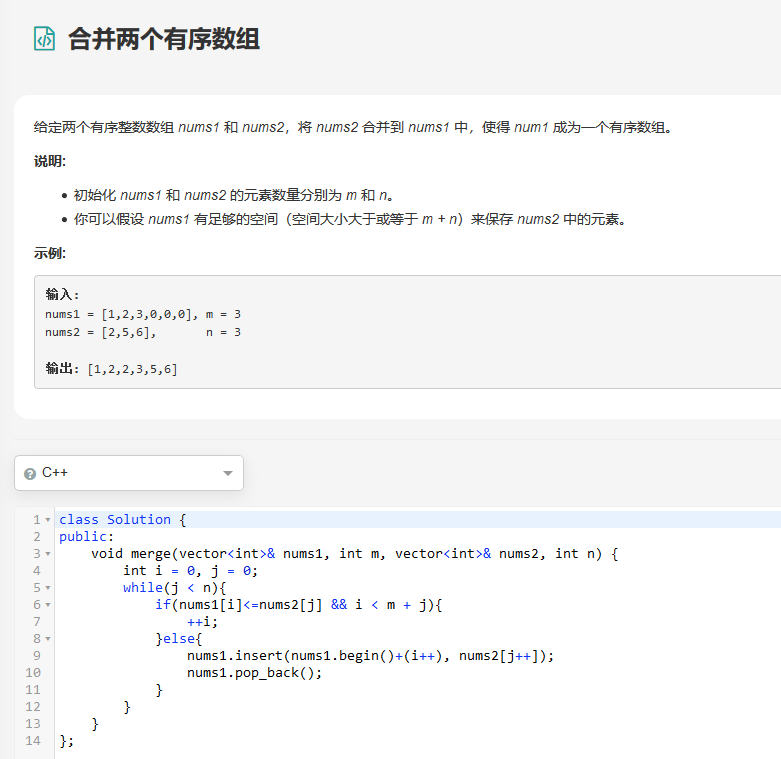 合并两个有序数组
给定两个有序整数数组 nums1 和 nums2，将 nums2 合并到 nums1 中，使得 num1 成为一个有序数组。
说明:
• 初始化 nums1 和 nums2 的元素数量分别为 m 和 n。
• 你可以假设 nums1 有足够的空间（空间大小大于或等于 m + n）来保存 nums2 中的元素。
示例:
输入:
nums1 = [1,2,3,0,0,0], m = 3
nums2 = [2,5,6],       n = 3
输出: [1,2,2,3,5,6]
C++
1 class Solution {
2 public:
3     void merge(vector<int>& nums1, int m, vector<int>& nums2, int n) {
4         int i = 0, j = 0;
5         while(j < n){
6             if(nums1[i]<=nums2[j] && i < m + j){
7                 ++i;
8             }else{
9                 nums1.insert(nums1.begin()+(i++), nums2[j++]);
10                 nums1.pop_back();
11             }
12         }
13     }
14 };